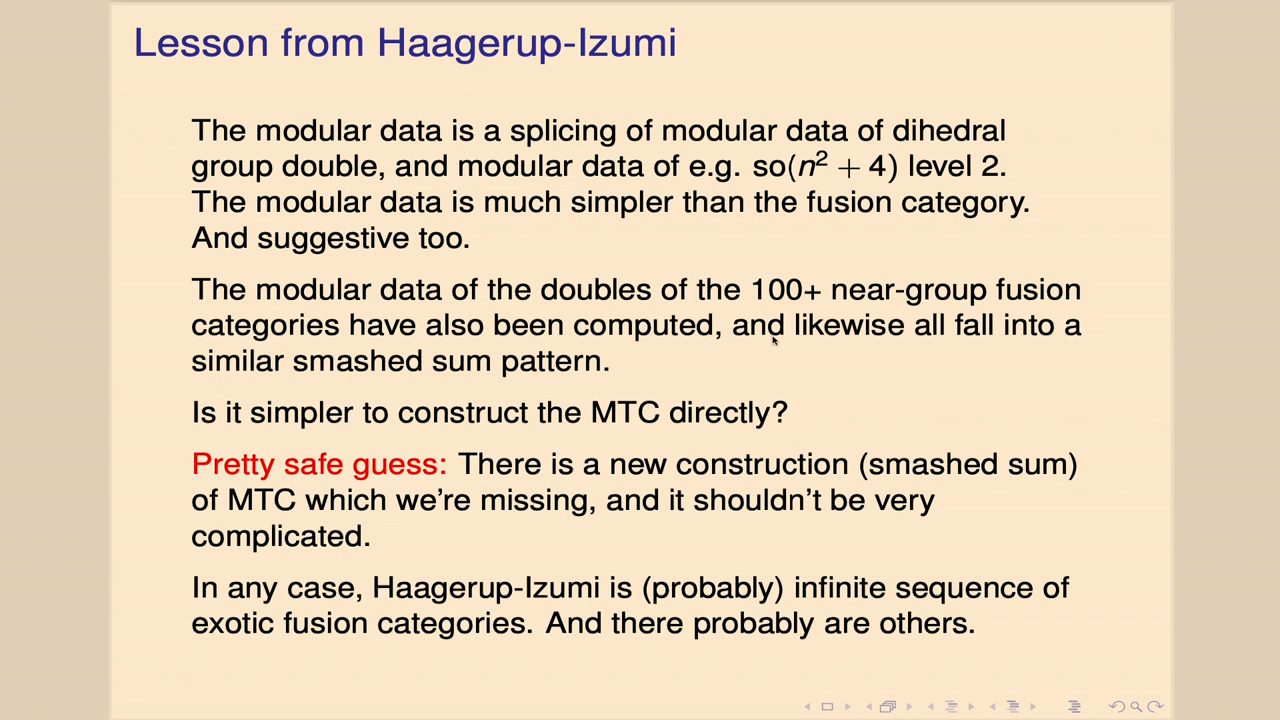 Lesson from Haagerup-Izumi
The modular data is a splicing of modular data of dihedral
group double, and modular data of e.g. so(n² + 4) level 2.
The modular data is much simpler than the fusion category.
And suggestive too.
The modular data of the doubles of the 100+ near-group fusion
categories have also been computed, and likewise all fall into a
similar smashed sum pattern.
Is it simpler to construct the MTC directly?
Pretty safe guess: There is a new construction (smashed sum)
of MTC which we're missing, and it shouldn't be very
complicated.
In any case, Haagerup-Izumi is (probably) infinite sequence of
exotic fusion categories. And there probably are others.